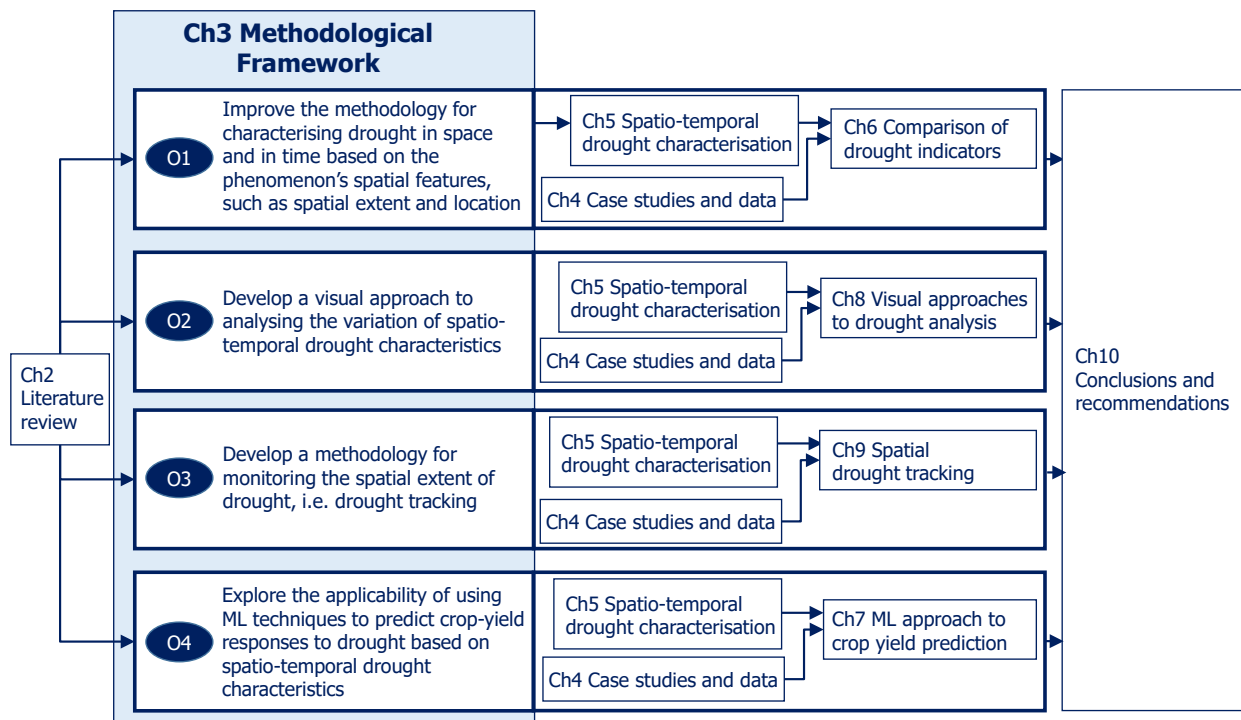 Ch3 Methodological
Framework
O1
Improve the methodology for
characterising drought in space
and in time based on the
phenomenon's spatial features,
such as spatial extent and location
Ch5 Spatio-temporal
drought characterisation
Ch4 Case studies and data
Ch6 Comparison of
drought indicators
O2
Develop a visual approach to
analysing the variation of spatio-
temporal drought characteristics
Ch5 Spatio-temporal
drought characterisation
Ch4 Case studies and data
Ch8 Visual approaches
to drought analysis
Ch2
Literature
review
Ch10
Conclusions and
recommendations
O3
Develop a methodology for
monitoring the spatial extent of
drought, i.e. drought tracking
Ch5 Spatio-temporal
drought characterisation
Ch4 Case studies and data
Ch9 Spatial
drought tracking
O4
Explore the applicability of using
ML techniques to predict crop-yield
responses to drought based on
spatio-temporal drought
characteristics
Ch5 Spatio-temporal
drought characterisation
Ch4 Case studies and data
Ch7 ML approach to
crop yield prediction